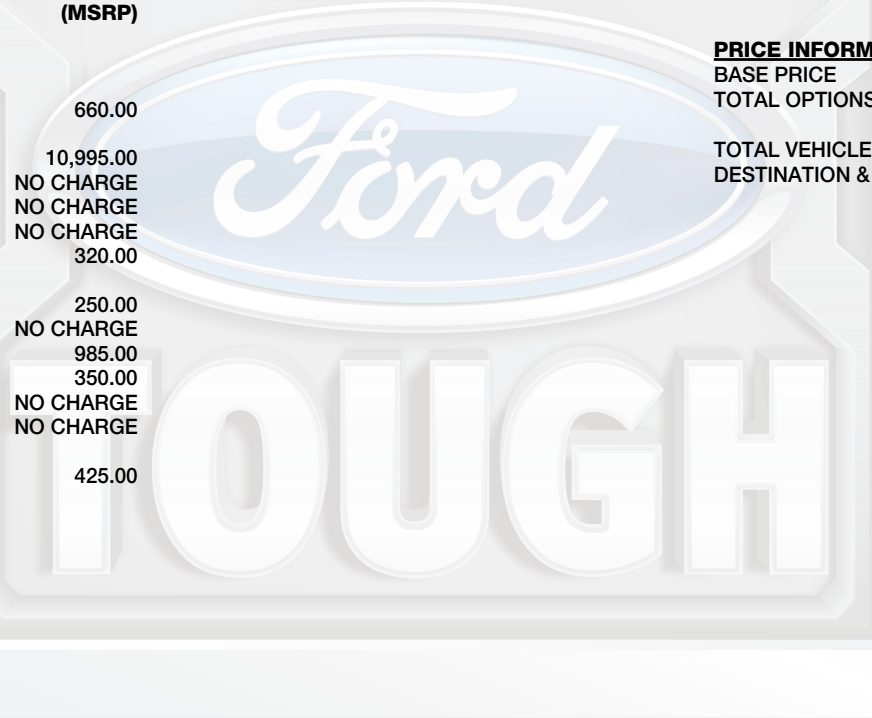 (MSRP)
660.00
10,995.00
NO CHARGE
NO CHARGE
NO CHARGE
320.00
250.00
NO CHARGE
985.00
350.00
NO CHARGE
NO CHARGE
425.00
PRICE INFORM
BASE PRICE
TOTAL OPTIONS
TOTAL VEHICLE
DESTINATION &
Ford
TOUGH